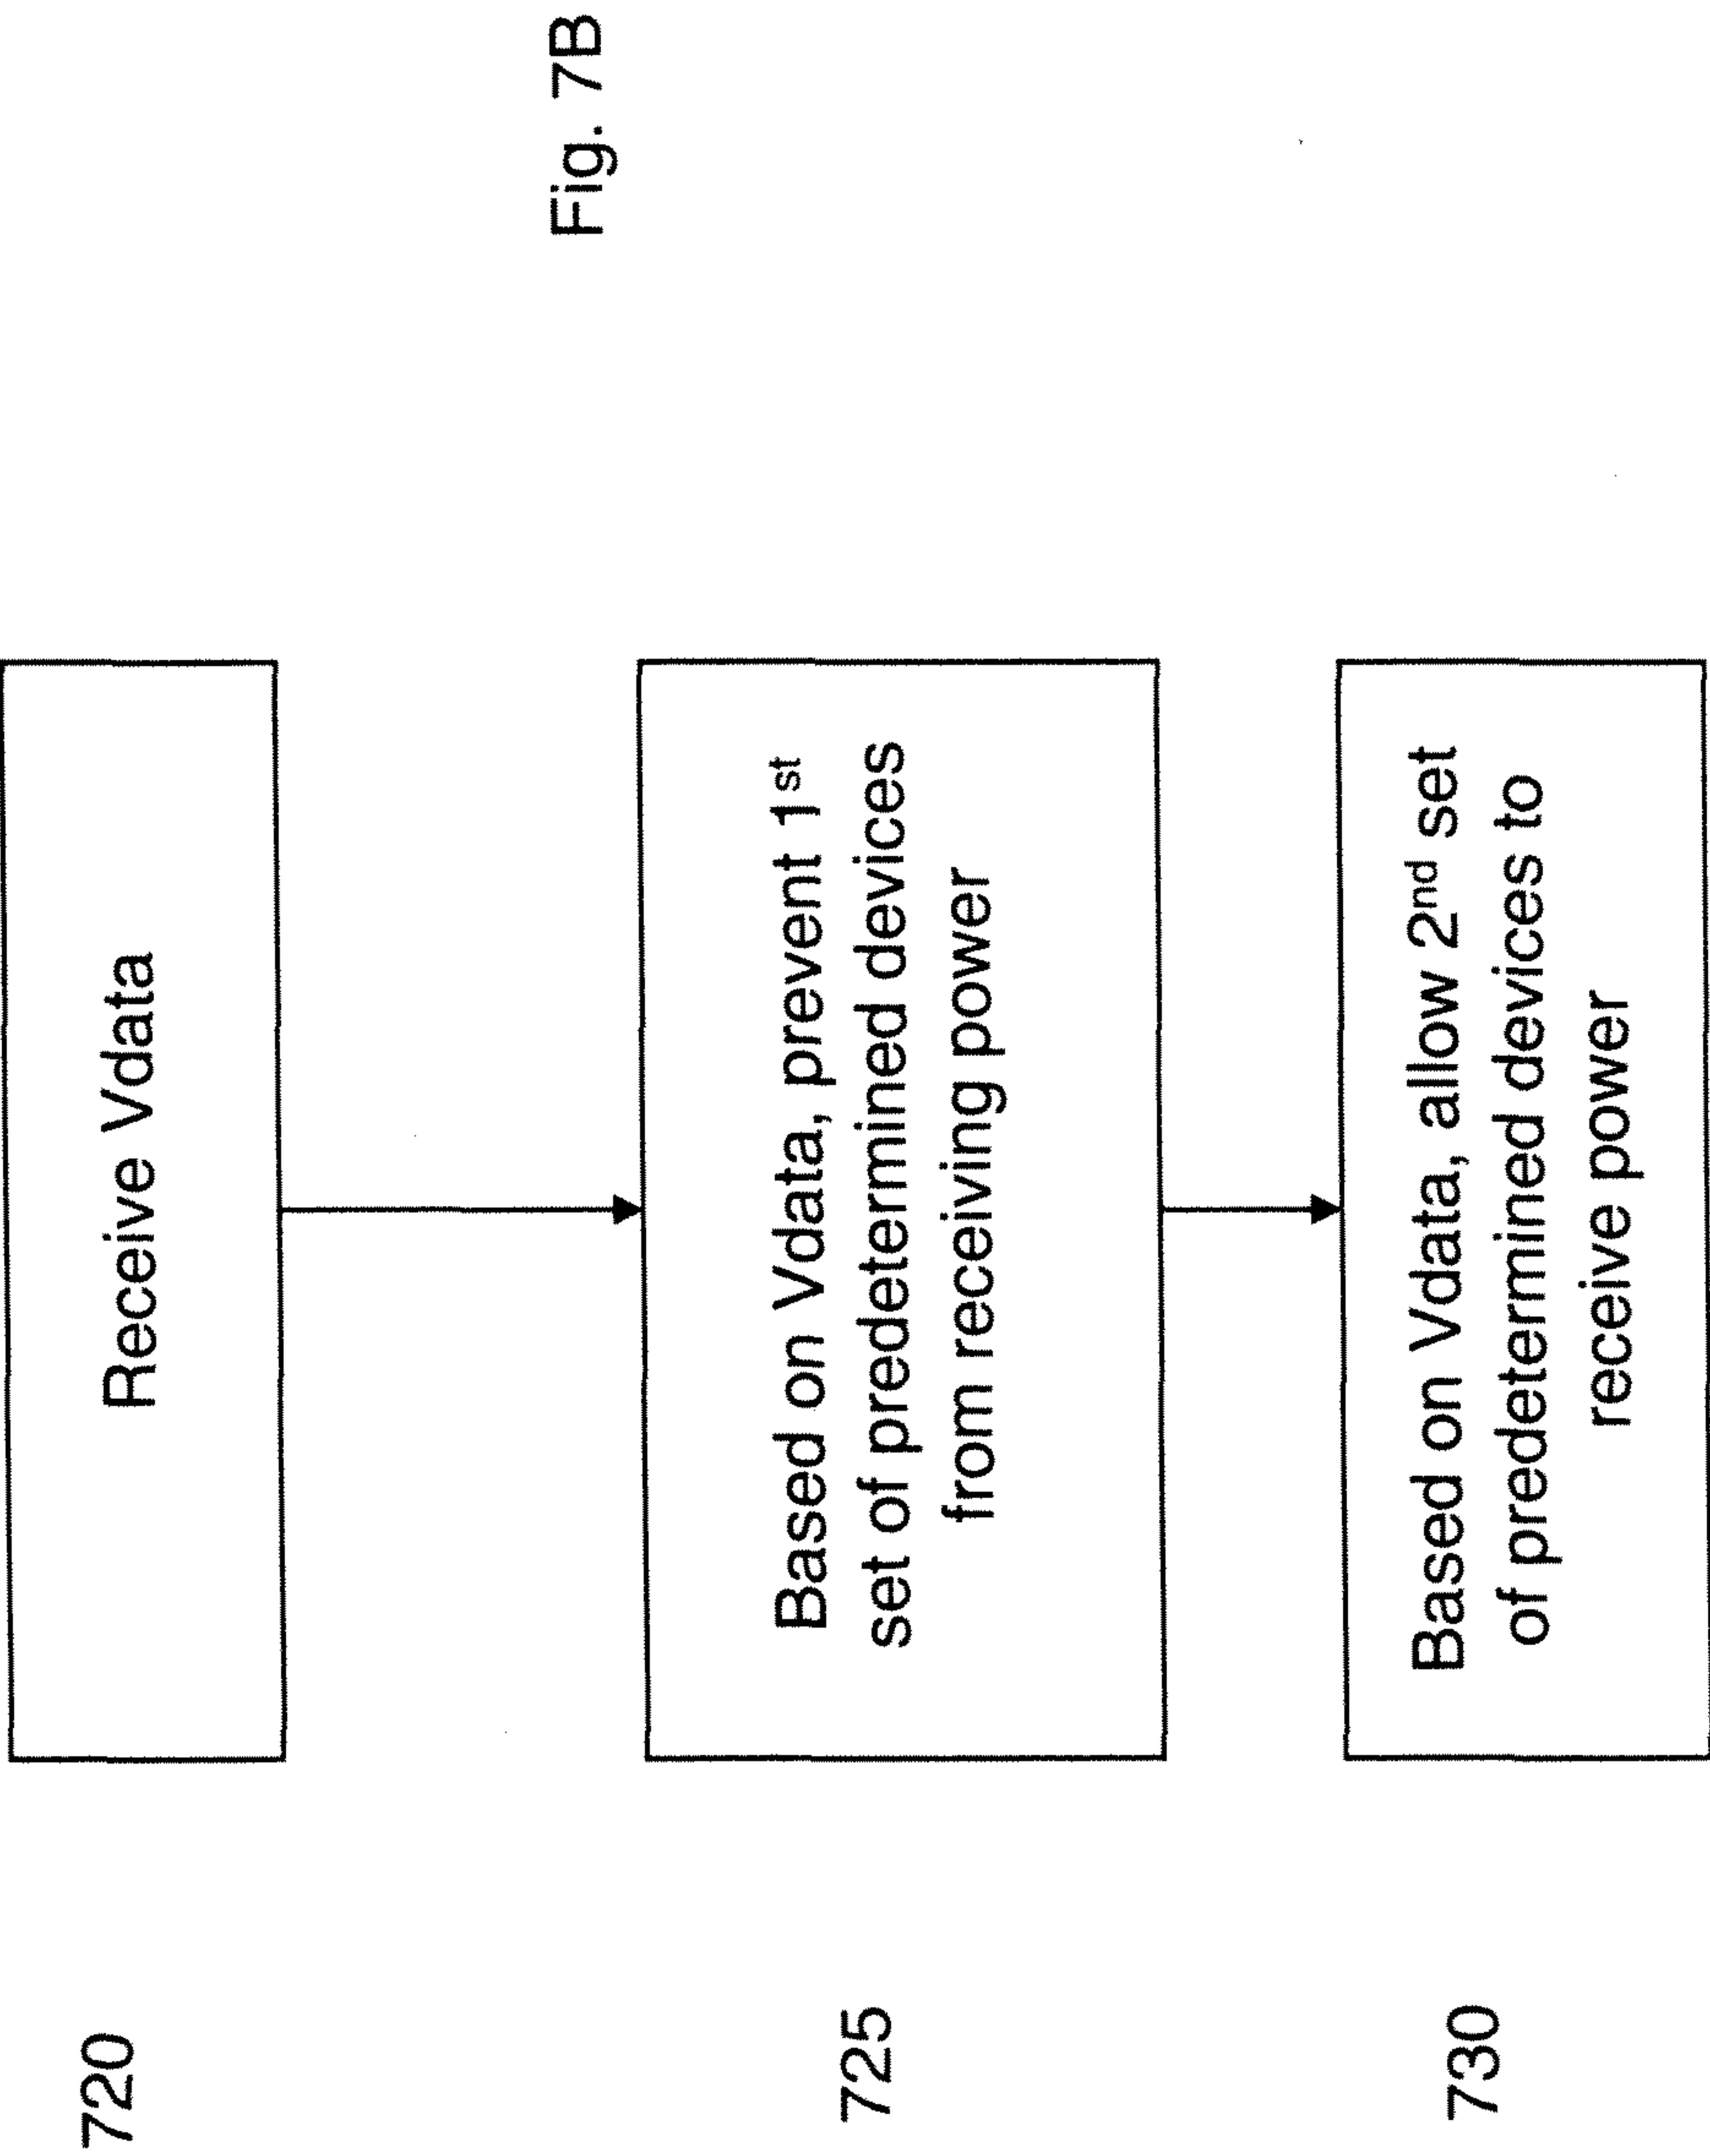 720
Receive Vdata
725
Based on Vdata, prevent 1st
set of predetermined devices
from receiving power
730
Based on Vdata, allow 2nd set
of predetermined devices to
receive power
Fig. 7B